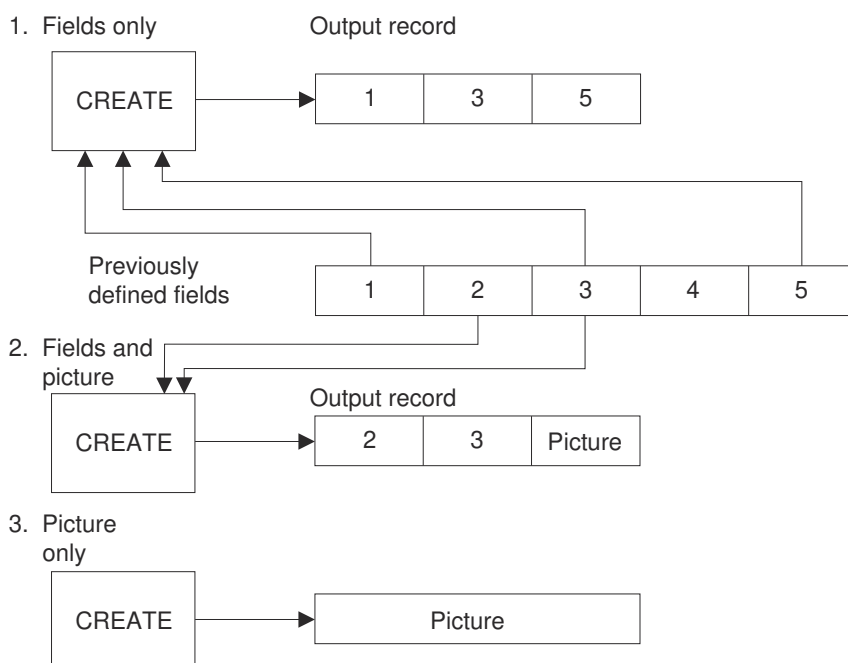 1. Fields only
Output record
CREATE
1 3 5
Previously
defined fields
1 2 3 4 5
2. Fields and
picture
Output record
CREATE
2 3 Picture
3. Picture
only
CREATE
Picture